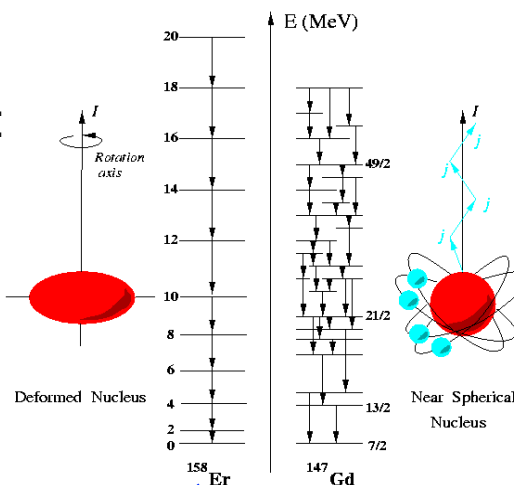 E (MeV)
20
18
16
14
12
10
8
6
4
2
0
I
Rotation
axis
Deformed Nucleus
158
Er
49/2
21/2
13/2
7/2
147
Gd
I
j
j
j
j
Near Spherical
Nucleus